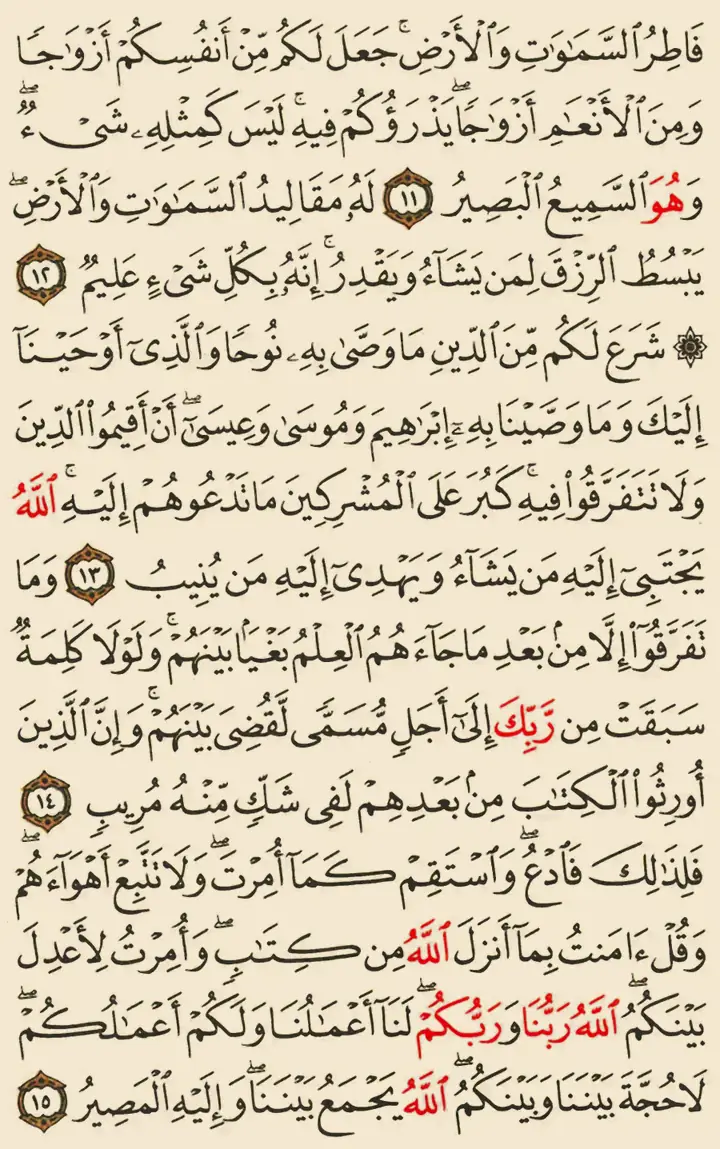 فَاطِرُ ٱلسَّمَٰوَٰتِ وَٱلْأَرْضِ ۚ جَعَلَ لَكُم مِّنْ أَنفُسِكُمْ أَزْوَٰجًا
وَمِنَ ٱلْأَنْعَٰمِ أَزْوَٰجًا ۖ يَذْرَؤُكُمْ فِيهِ ۚ لَيْسَ كَمِثْلِهِۦ شَىْءٌ ۖ
وَهُوَ ٱلسَّمِيعُ ٱلْبَصِيرُ ١١ لَهُۥ مَقَالِيدُ ٱلسَّمَٰوَٰتِ وَٱلْأَرْضِ ۖ
يَبْسُطُ ٱلرِّزْقَ لِمَن يَشَآءُ وَيَقْدِرُ ۚ إِنَّهُۥ بِكُلِّ شَىْءٍ عَلِيمٌ ١٢
۞ شَرَعَ لَكُم مِّنَ ٱلدِّينِ مَا وَصَّىٰ بِهِۦ نُوحًا وَٱلَّذِىٓ أَوْحَيْنَآ
إِلَيْكَ وَمَا وَصَّيْنَا بِهِۦٓ إِبْرَٰهِيمَ وَمُوسَىٰ وَعِيسَىٰٓ ۖ أَنْ أَقِيمُوا۟ ٱلدِّينَ
وَلَا تَتَفَرَّقُوا۟ فِيهِ ۚ كَبُرَ عَلَى ٱلْمُشْرِكِينَ مَا تَدْعُوهُمْ إِلَيْهِ ۚ ٱللَّهُ
يَجْتَبِىٓ إِلَيْهِ مَن يَشَآءُ وَيَهْدِىٓ إِلَيْهِ مَن يُنِيبُ ١٣ وَمَا
تَفَرَّقُوٓا۟ إِلَّا مِنۢ بَعْدِ مَا جَآءَهُمُ ٱلْعِلْمُ بَغْيًۢا بَيْنَهُمْ ۚ وَلَوْلَا كَلِمَةٌ
سَبَقَتْ مِن رَّبِّكَ إِلَىٰٓ أَجَلٍ مُّسَمًّى لَّقُضِىَ بَيْنَهُمْ ۚ وَإِنَّ ٱلَّذِينَ
أُورِثُوا۟ ٱلْكِتَٰبَ مِنۢ بَعْدِهِمْ لَفِى شَكٍّ مِّنْهُ مُرِيبٍ ١٤
فَلِذَٰلِكَ فَٱدْعُ ۖ وَٱسْتَقِمْ كَمَآ أُمِرْتَ ۖ وَلَا تَتَّبِعْ أَهْوَآءَهُمْ ۖ
وَقُلْ ءَامَنتُ بِمَآ أَنزَلَ ٱللَّهُ مِن كِتَٰبٍ ۖ وَأُمِرْتُ لِأَعْدِلَ
بَيْنَكُمُ ۖ ٱللَّهُ رَبُّنَا وَرَبُّكُمْ ۖ لَنَآ أَعْمَٰلُنَا وَلَكُمْ أَعْمَٰلُكُمْ ۖ
لَا حُجَّةَ بَيْنَنَا وَبَيْنَكُمُ ۖ ٱللَّهُ يَجْمَعُ بَيْنَنَا ۖ وَإِلَيْهِ ٱلْمَصِيرُ ١٥